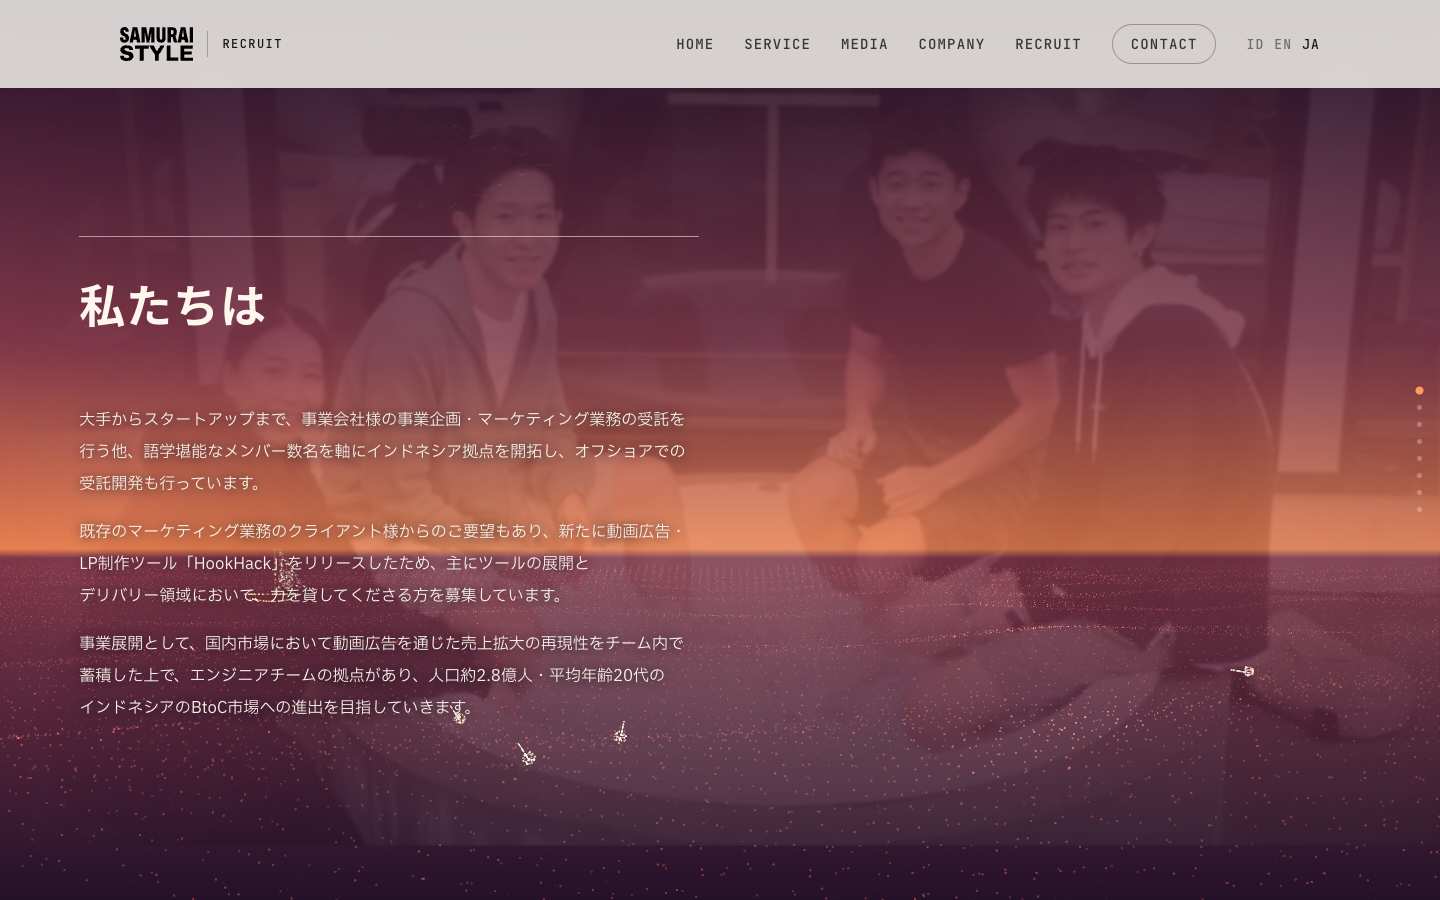 SAMURAI
STYLE
RECRUIT
HOME
SERVICE
MEDIA
COMPANY
RECRUIT
CONTACT
ID EN JA
私たちは
大手からスタートアップまで、事業会社様の事業企画・マーケティング業務の受託を
行う他、語学堪能なメンバー数名を軸にインドネシア拠点を開拓し、オフショアでの
受託開発も行っています。
既存のマーケティング業務のクライアント様からのご要望もあり、新たに動画広告・
LP制作ツール「HookHack」をリリースしたため、主にツールの展開と
デリバリー領域において、力を貸してくださる方を募集しています。
事業展開として、国内市場において動画広告を通じた売上拡大の再現性をチーム内で
蓄積した上で、エンジニアチームの拠点があり、人口約2.8億人・平均年齢20代の
インドネシアのBtoC市場への進出を目指していきます。